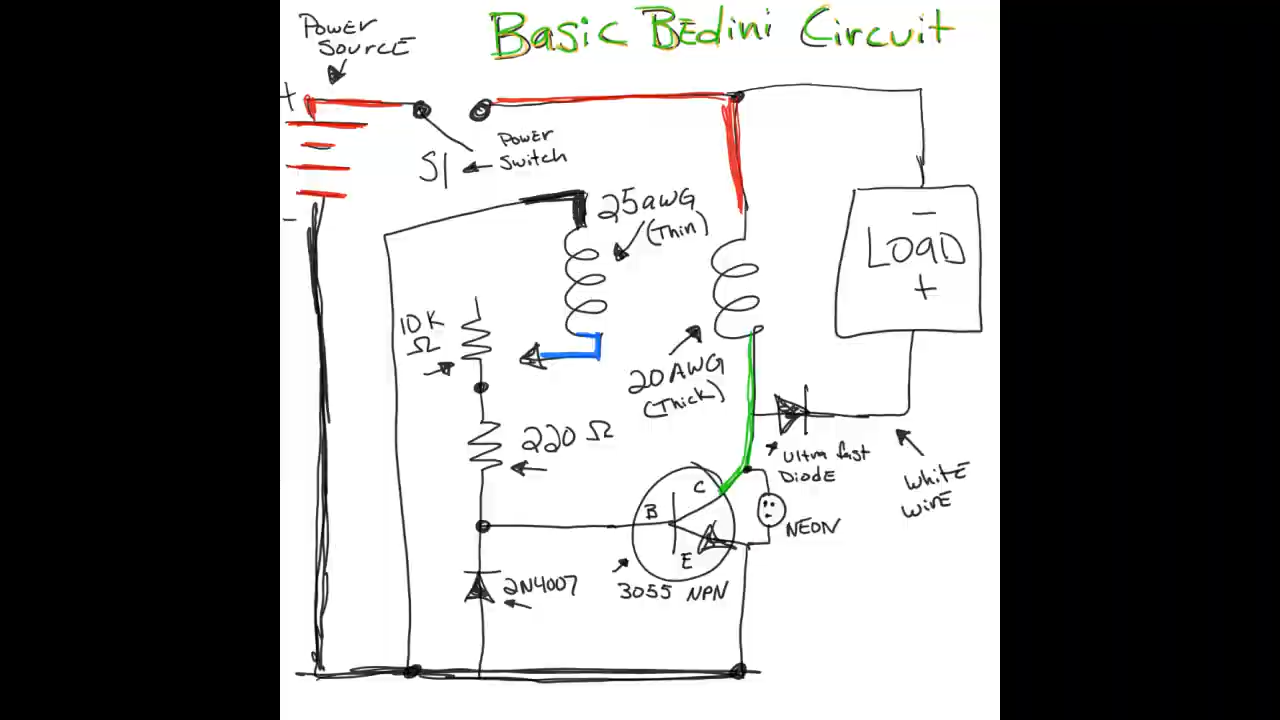 Basic Bedini Circuit
Power
Source
+
Power
Switch
S1
-
25awg
(Thin)
-
LOAD
+
10K
Ω
20AWG
(Thick)
220 Ω
Ultra fast
Diode
White
wire
C
B
E
NEON
2N4007
3055 NPN